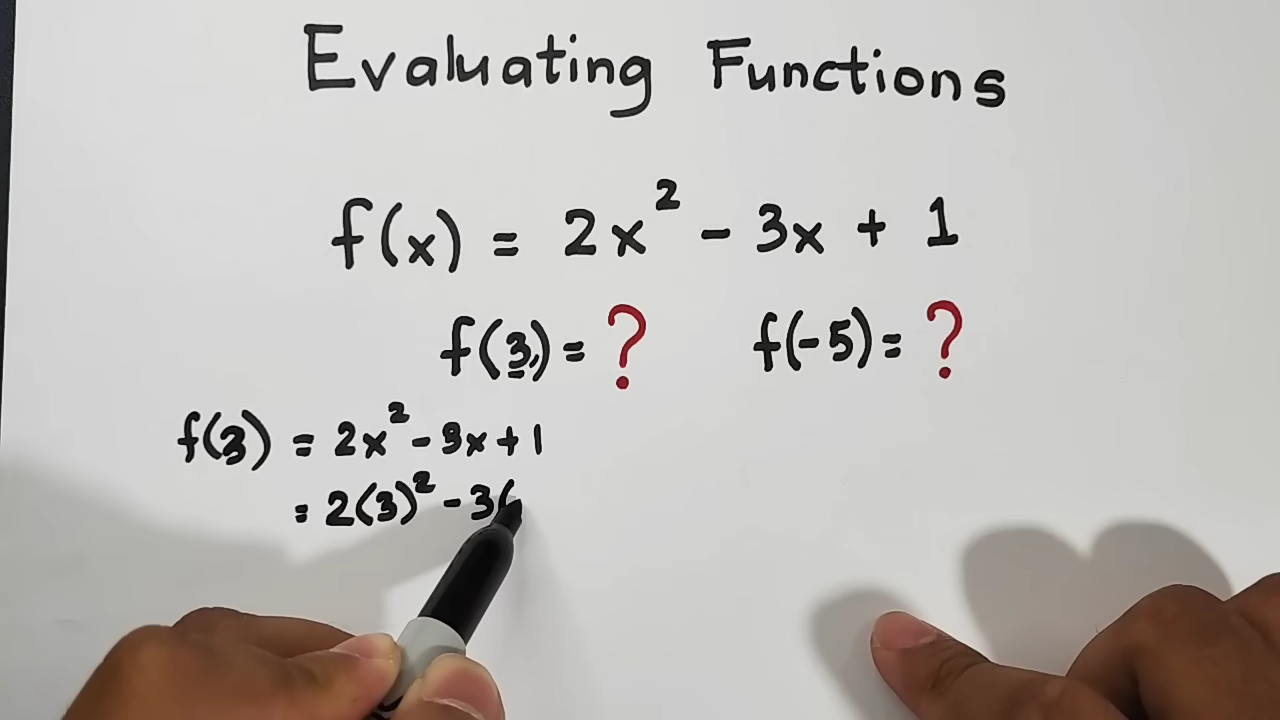 Evaluating Functions
f(x) = 2x² - 3x + 1
f(3) = ? f(-5) = ?
f(3) = 2x² - 3x + 1
= 2(3)² - 3(